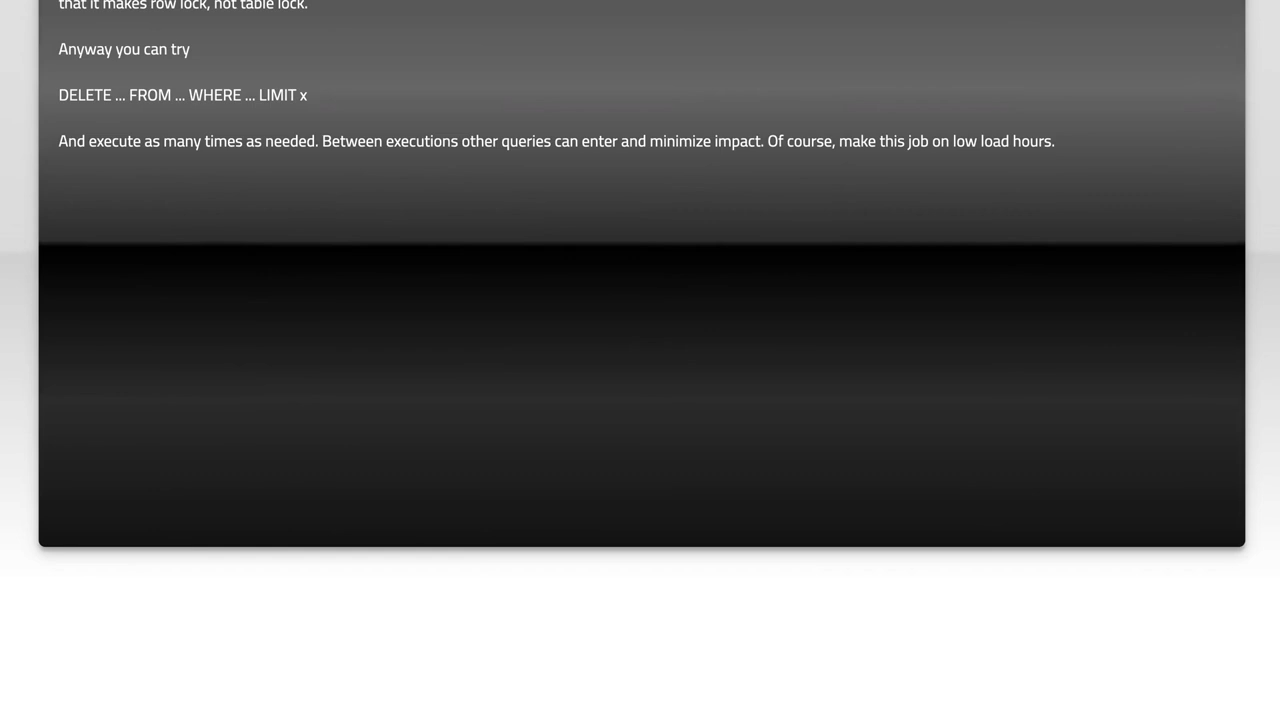 that it makes row lock, not table lock.
Anyway you can try
DELETE ... FROM ... WHERE ... LIMIT x
And execute as many times as needed. Between executions other queries can enter and minimize impact. Of course, make this job on low load hours.